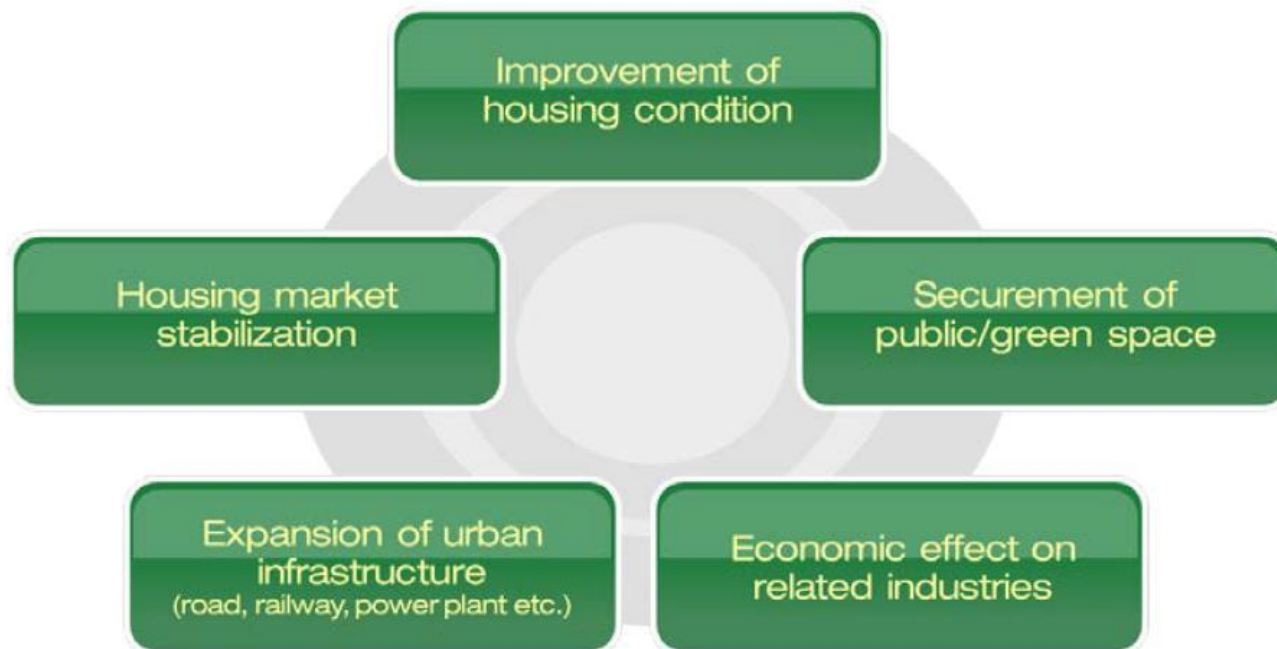 Improvement of
housing condition
Housing market
stabilization
Securement of
public/green space
Expansion of urban
infrastructure
(road, railway, power plant etc.)
Economic effect on
related industries